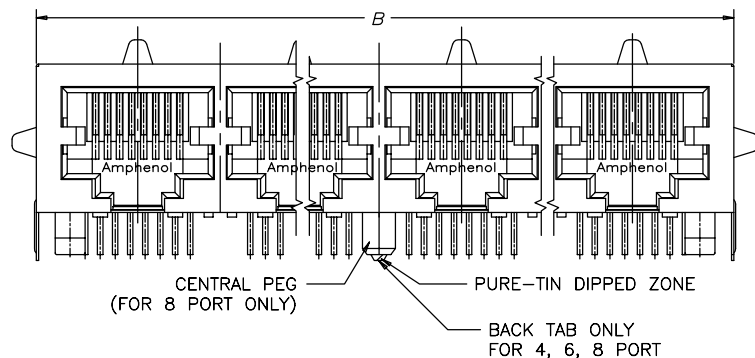 B
Amphenol
Amphenol
Amphenol
Amphenol
CENTRAL PEG
(FOR 8 PORT ONLY)
PURE-TIN DIPPED ZONE
BACK TAB ONLY
FOR 4, 6, 8 PORT